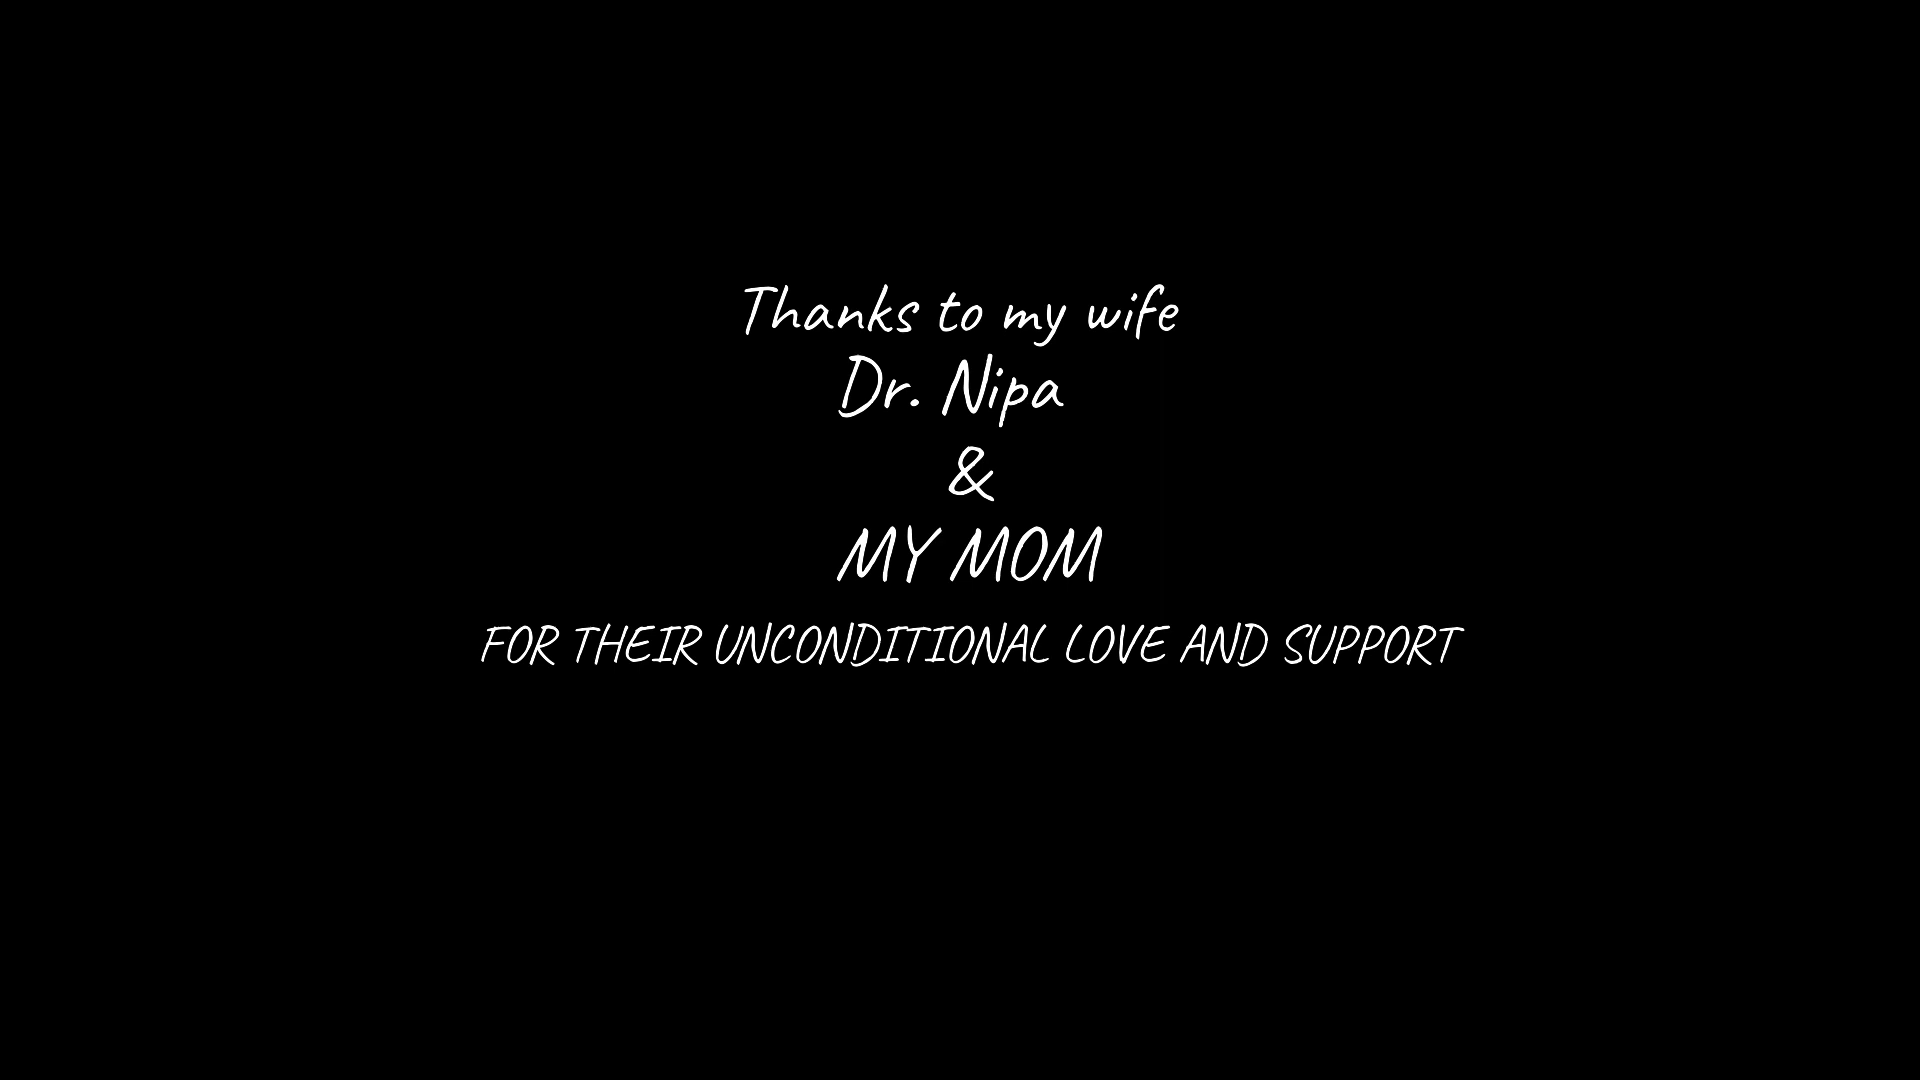 Thanks to my wife
Dr. Nipa
&
MY MOM
FOR THEIR UNCONDITIONAL LOVE AND SUPPORT